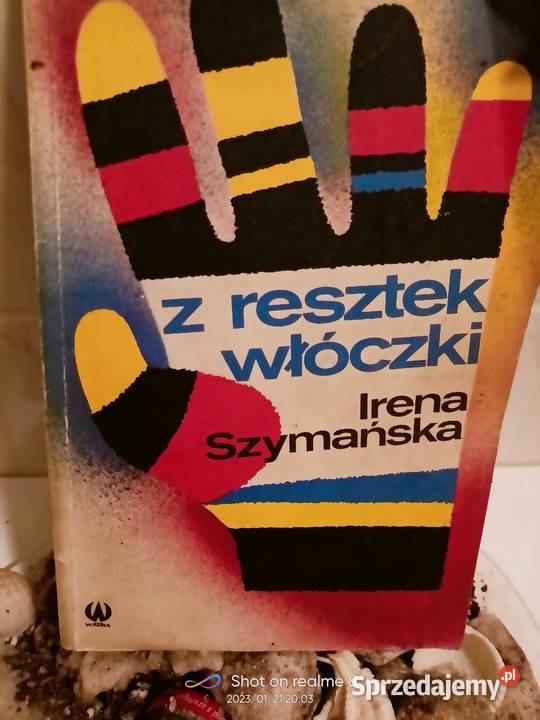 z resztek
włóczki
Irena
Szymańska
WATRA
Shot on realme
2023/01/21 20:03
Sprzedajemy.pl